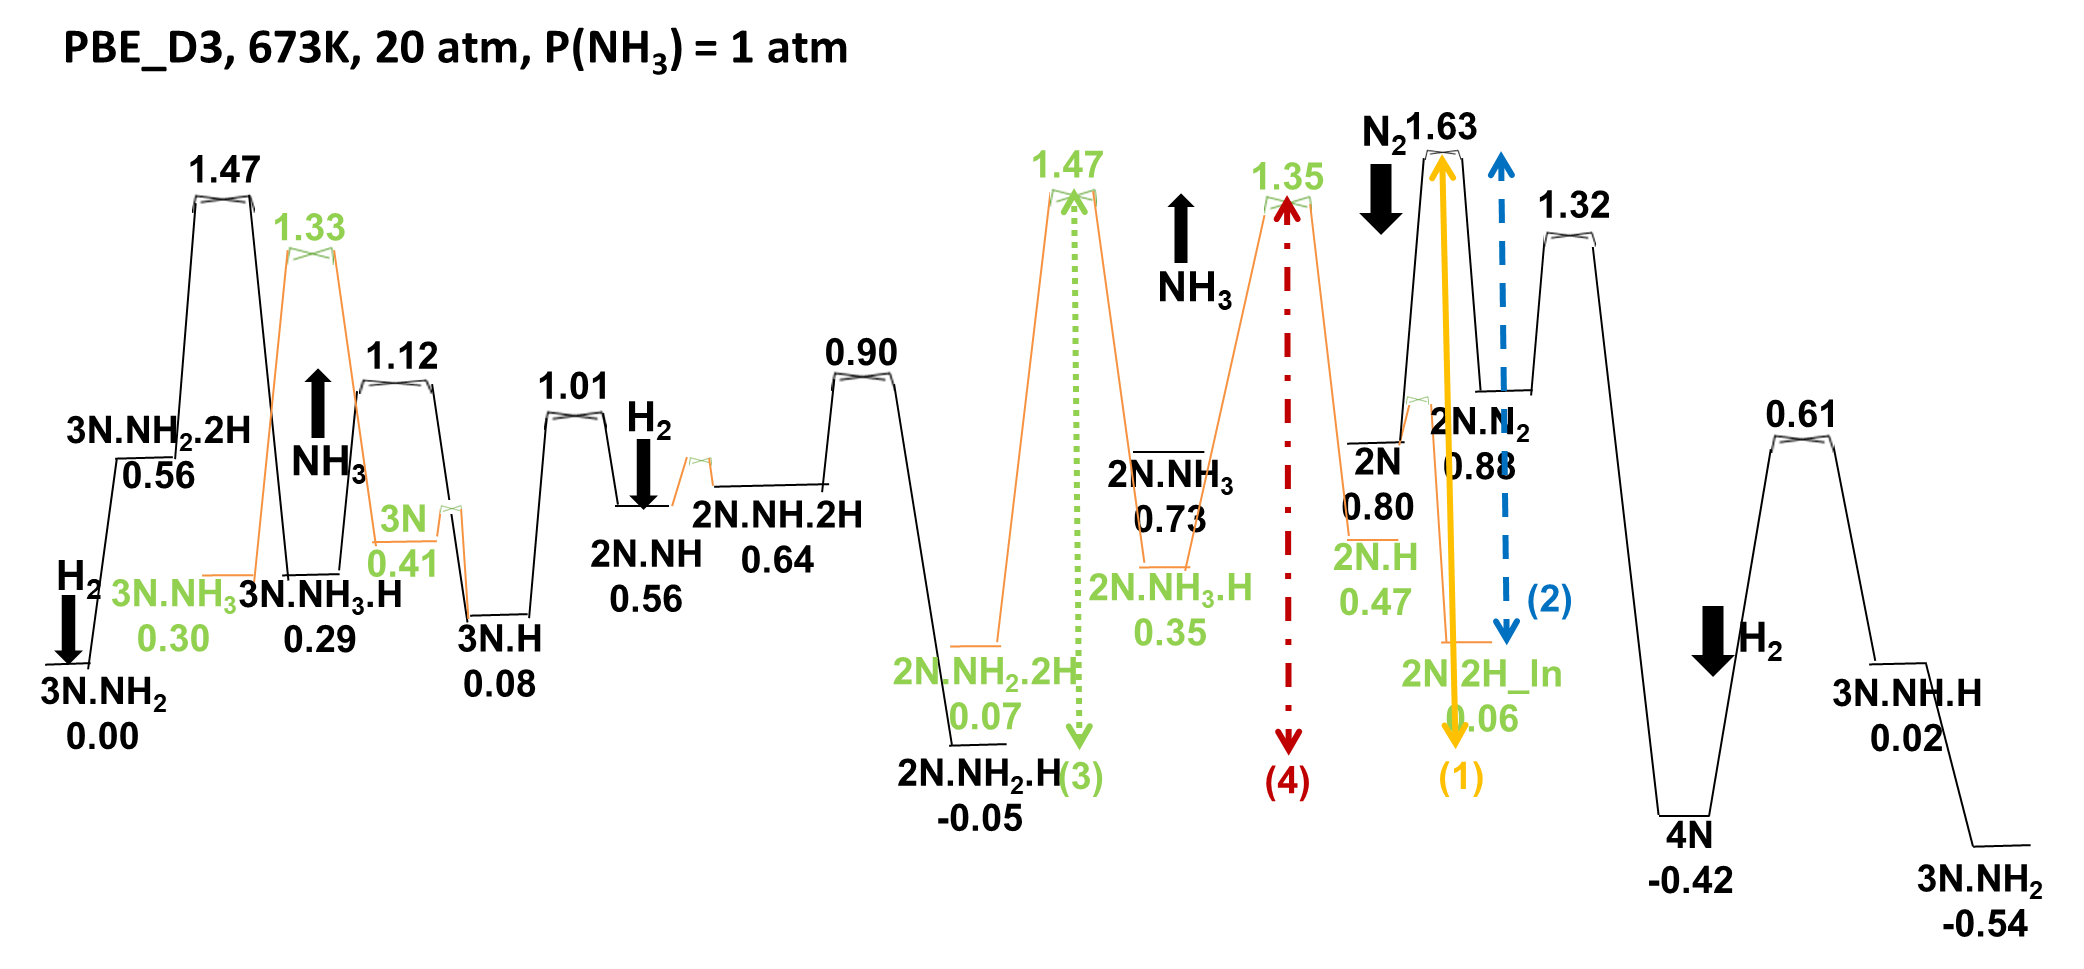 PBE_D3, 673K, 20 atm, P(NH₃) = 1 atm
H₂
3N.NH₂
0.00
3N.NH₂.2H
0.56
1.47
3N.NH₃
0.30
1.33
NH₃
3N.NH₃.H
0.29
1.12
3N
0.41
3N.H
0.08
1.01
H₂
2N.NH
0.56
2N.NH.2H
0.64
0.90
2N.NH₂.2H
0.07
2N.NH₂.H
-0.05
1.47
(3)
NH₃
2N.NH₃
0.73
2N.NH₃.H
0.35
1.35
(4)
N₂
2N
0.80
2N.H
0.47
1.63
2N.N₂
0.88
(2)
2N.2H_In
0.06
(1)
1.32
4N
-0.42
H₂
0.61
3N.NH.H
0.02
3N.NH₂
-0.54